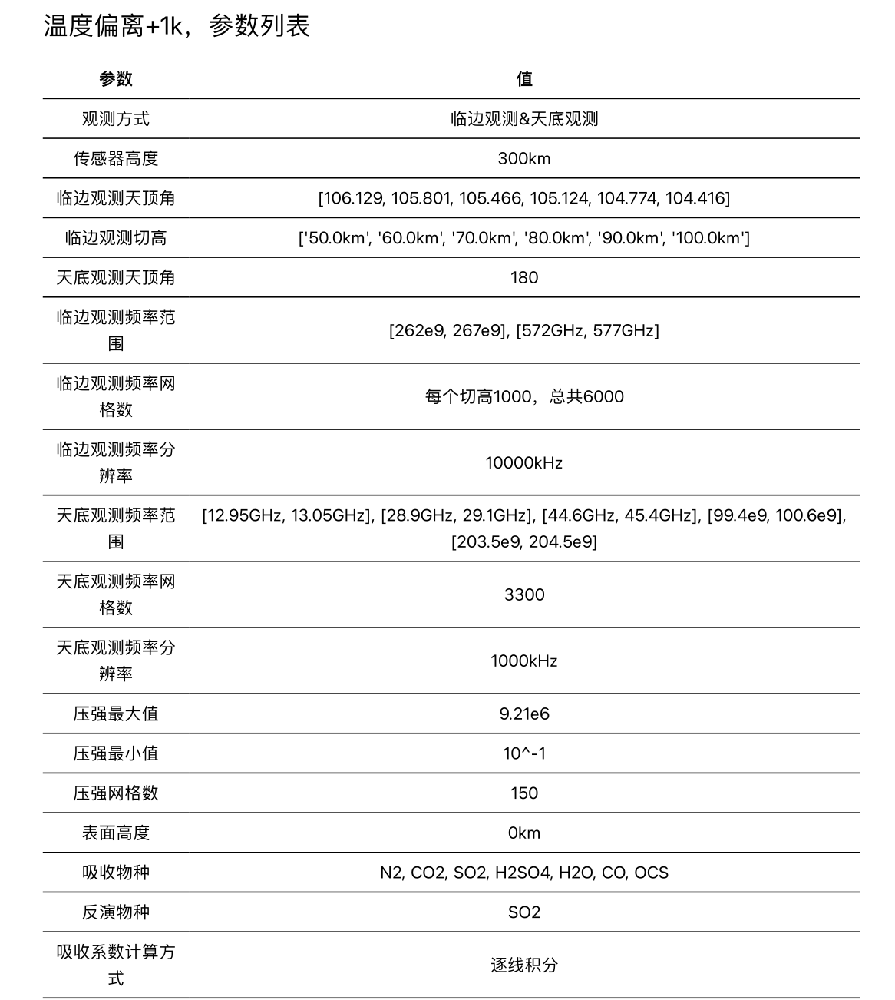 温度偏离+1k，参数列表
参数 值
观测方式 临边观测&天底观测
传感器高度 300km
临边观测天顶角 [106.129, 105.801, 105.466, 105.124, 104.774, 104.416]
临边观测切高 ['50.0km', '60.0km', '70.0km', '80.0km', '90.0km', '100.0km']
天底观测天顶角 180
临边观测频率范
围
[262e9, 267e9], [572GHz, 577GHz]
临边观测频率网
格数
每个切高1000，总共6000
临边观测频率分
辨率
10000kHz
天底观测频率范
围
[12.95GHz, 13.05GHz], [28.9GHz, 29.1GHz], [44.6GHz, 45.4GHz], [99.4e9, 100.6e9],
[203.5e9, 204.5e9]
天底观测频率网
格数
3300
天底观测频率分
辨率
1000kHz
压强最大值 9.21e6
压强最小值 10^-1
压强网格数 150
表面高度 0km
吸收物种 N2, CO2, SO2, H2SO4, H2O, CO, OCS
反演物种 SO2
吸收系数计算方
式
逐线积分